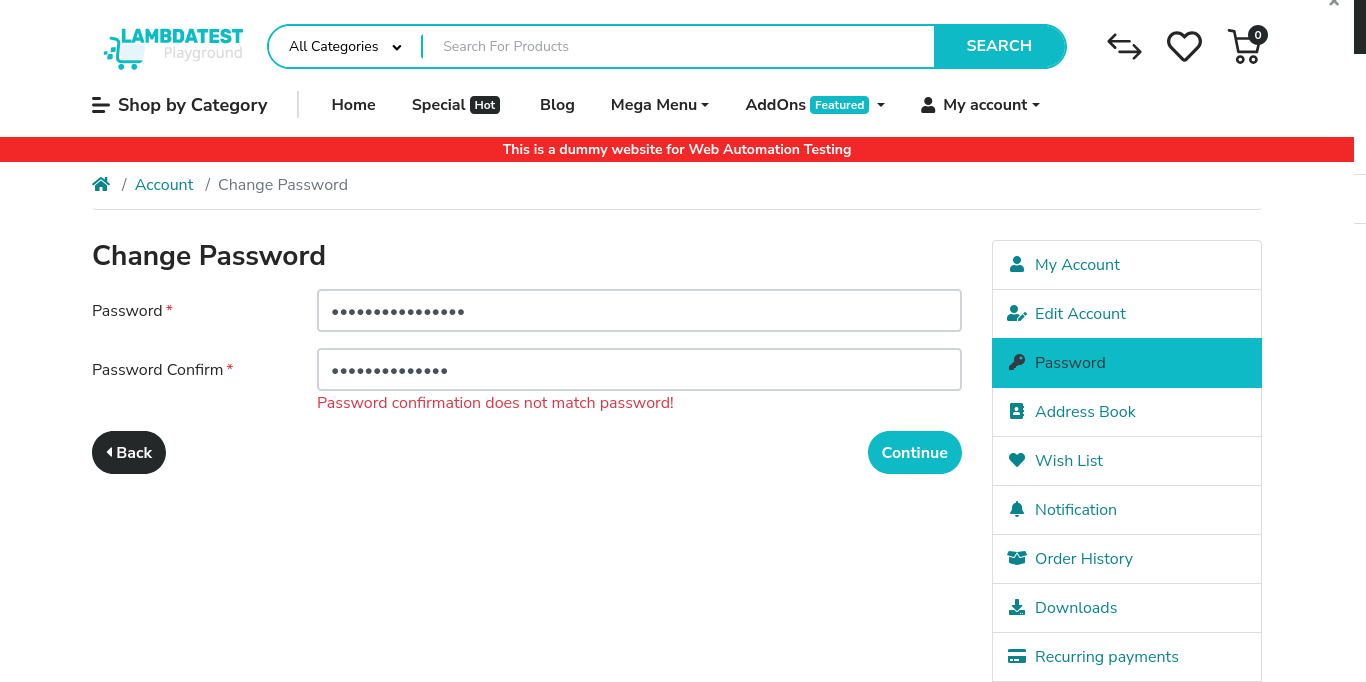 LAMBDATEST
Playground
All Categories
Search For Products
SEARCH
0
Shop by Category
Home
Special Hot
Blog
Mega Menu
AddOns Featured
My account
This is a dummy website for Web Automation Testing
/ Account / Change Password
Change Password
Password *
••••••••••••••••
Password Confirm *
••••••••••••••
Password confirmation does not match password!
Back
Continue
My Account
Edit Account
Password
Address Book
Wish List
Notification
Order History
Downloads
Recurring payments